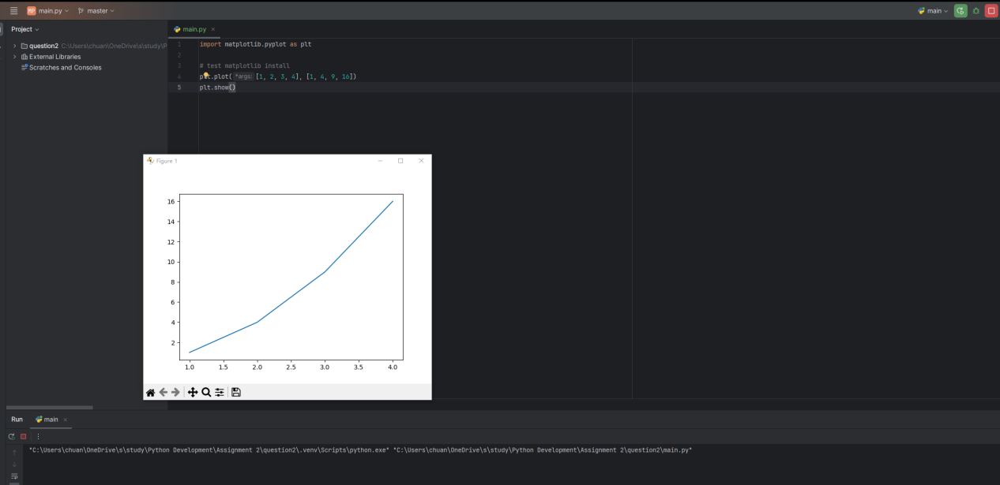 MP main.py master main
Project
main.py
question2 C:\Users\chuan\OneDrive\s\study\P
External Libraries
Scratches and Consoles
1 import matplotlib.pyplot as plt
2
3 # test matplotlib install
4 plt.plot( *args: [1, 2, 3, 4], [1, 4, 9, 16])
5 plt.show()
Figure 1
16
14
12
10
8
6
4
2
1.0 1.5 2.0 2.5 3.0 3.5 4.0
Run main
"C:\Users\chuan\OneDrive\s\study\Python Development\Assignment 2\question2\.venv\Scripts\python.exe" "C:\Users\chuan\OneDrive\s\study\Python Development\Assignment 2\question2\main.py"